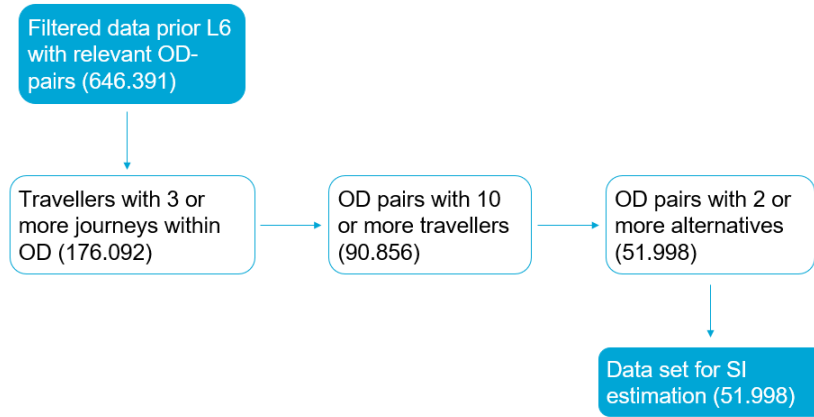 Filtered data prior L6
with relevant OD-
pairs (646.391)
Travellers with 3 or
more journeys within
OD (176.092)
OD pairs with 10
or more travellers
(90.856)
OD pairs with 2 or
more alternatives
(51.998)
Data set for SI
estimation (51.998)